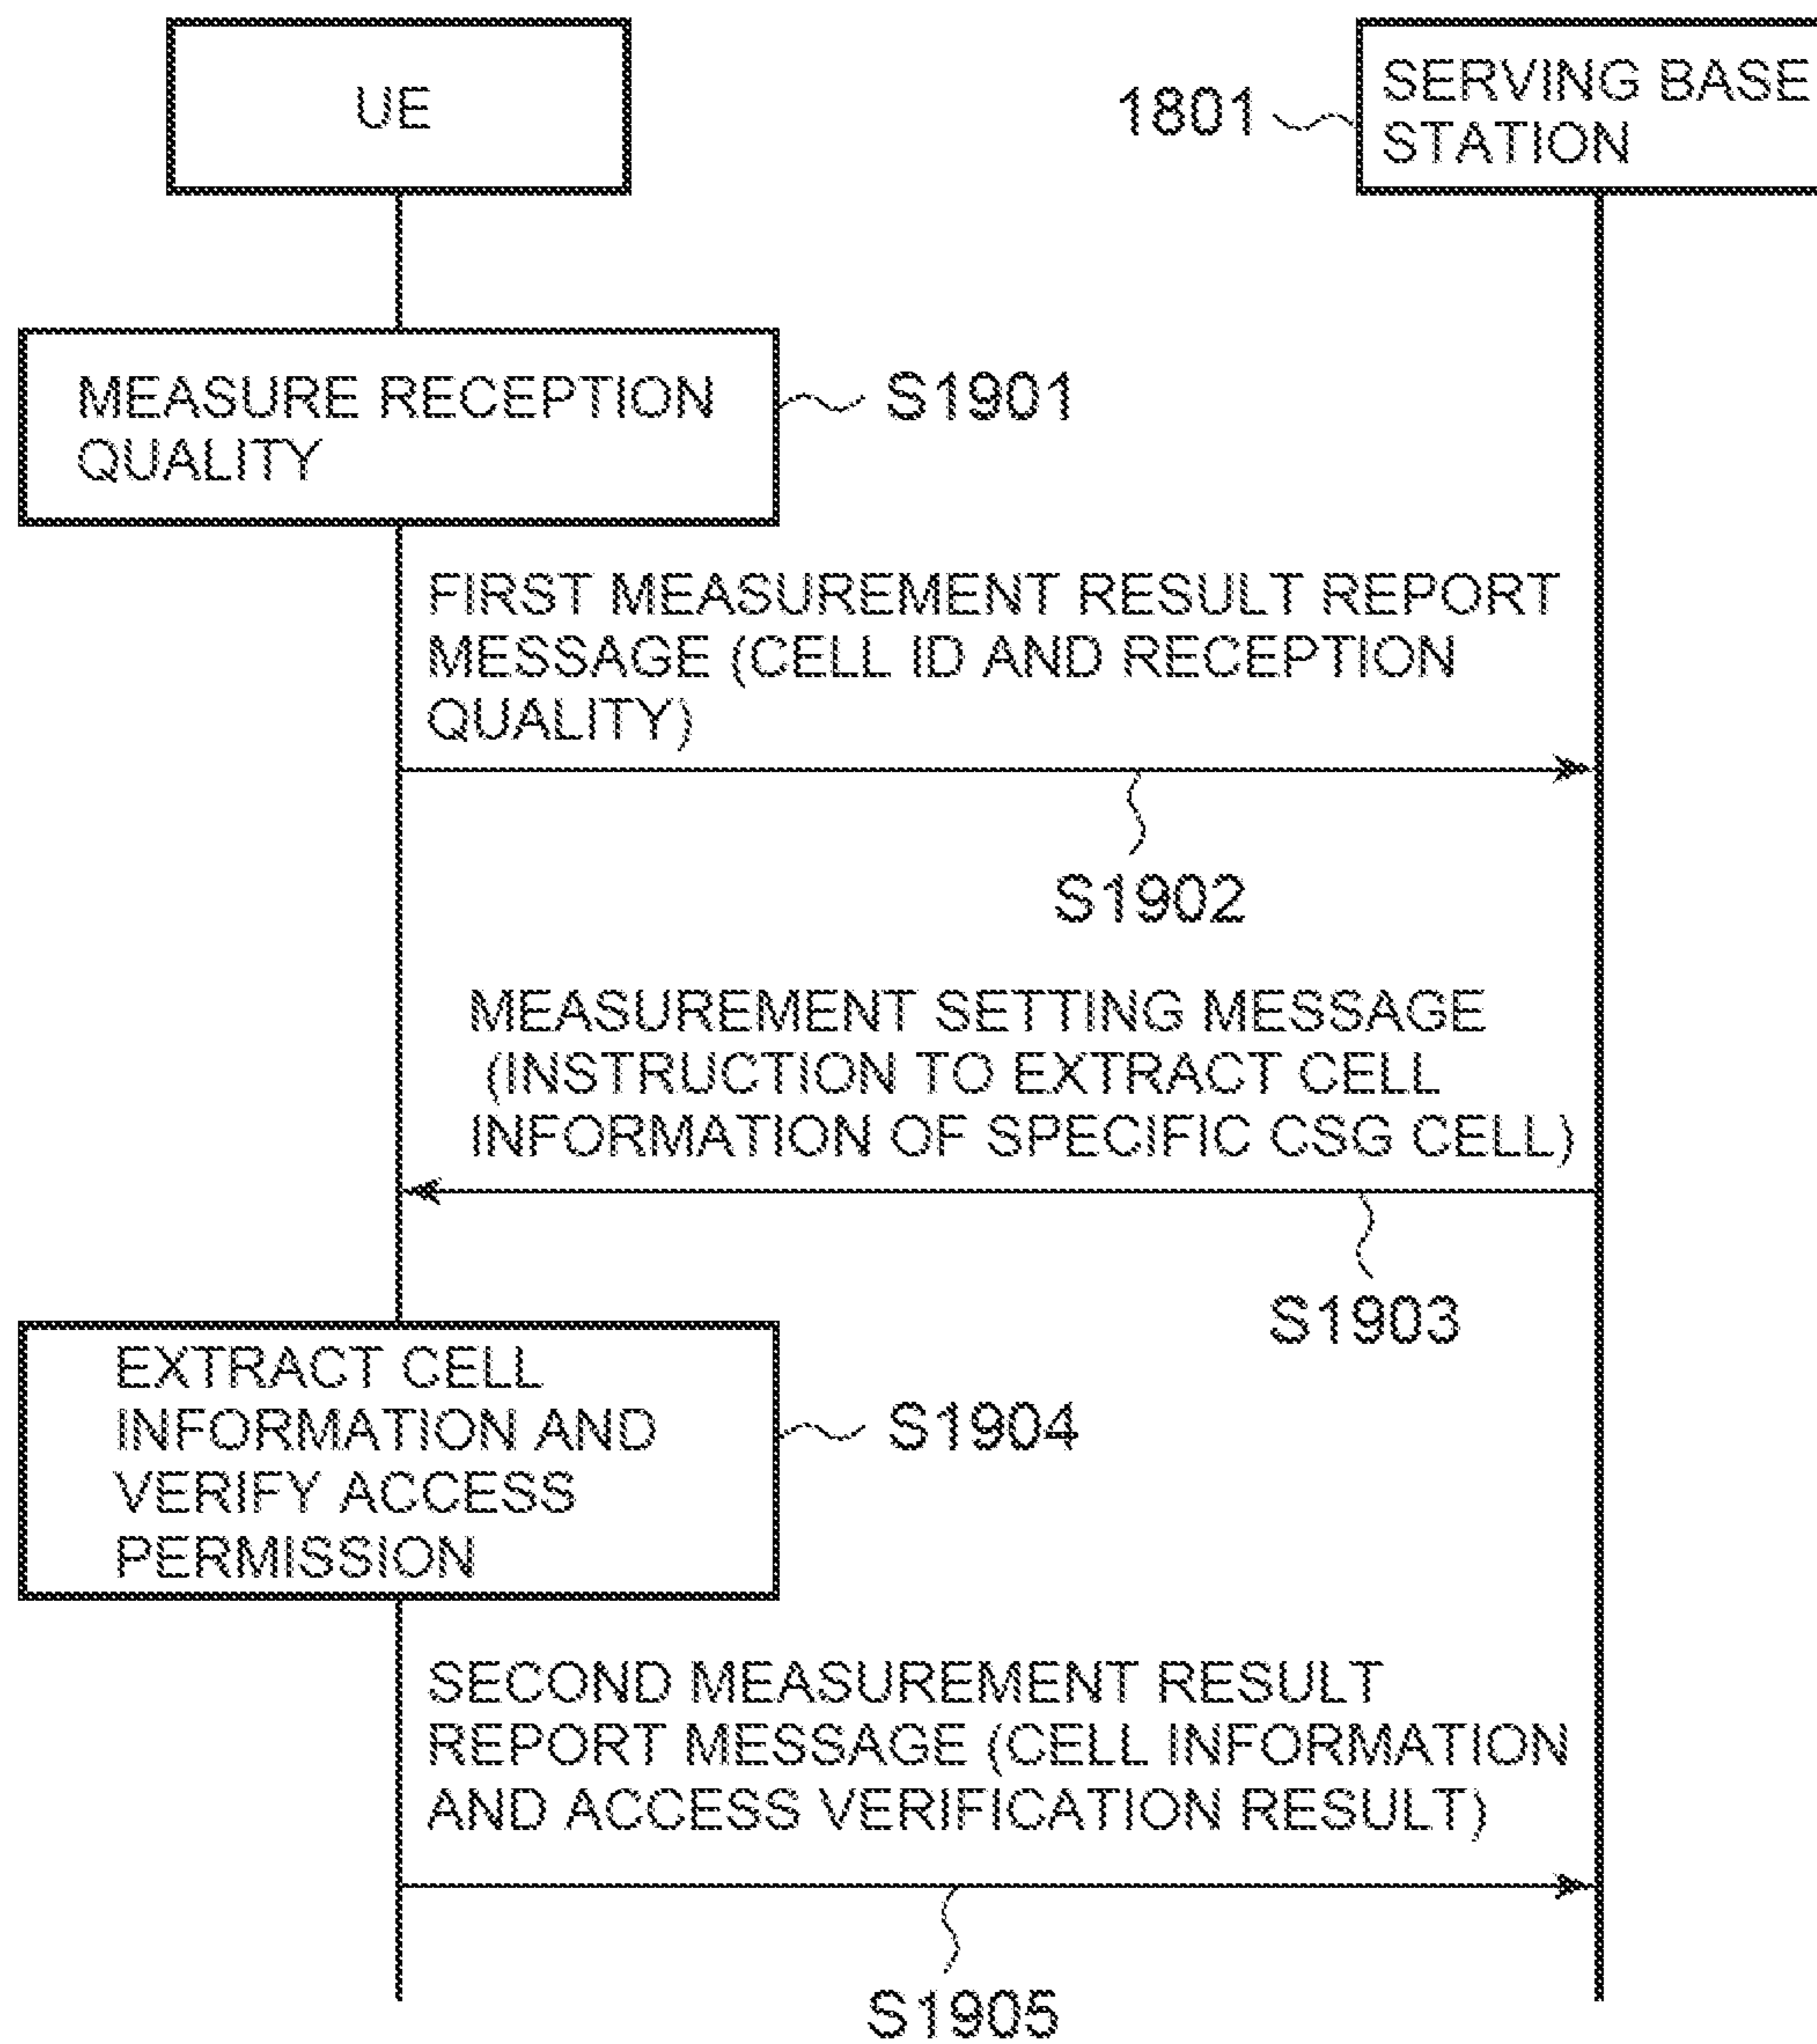 UE
1801
SERVING BASE
STATION
MEASURE RECEPTION
QUALITY
S1901
FIRST MEASUREMENT RESULT REPORT
MESSAGE (CELL ID AND RECEPTION
QUALITY)
S1902
MEASUREMENT SETTING MESSAGE
(INSTRUCTION TO EXTRACT CELL
INFORMATION OF SPECIFIC CSG CELL)
S1903
EXTRACT CELL
INFORMATION AND
VERIFY ACCESS
PERMISSION
S1904
SECOND MEASUREMENT RESULT
REPORT MESSAGE (CELL INFORMATION
AND ACCESS VERIFICATION RESULT)
S1905